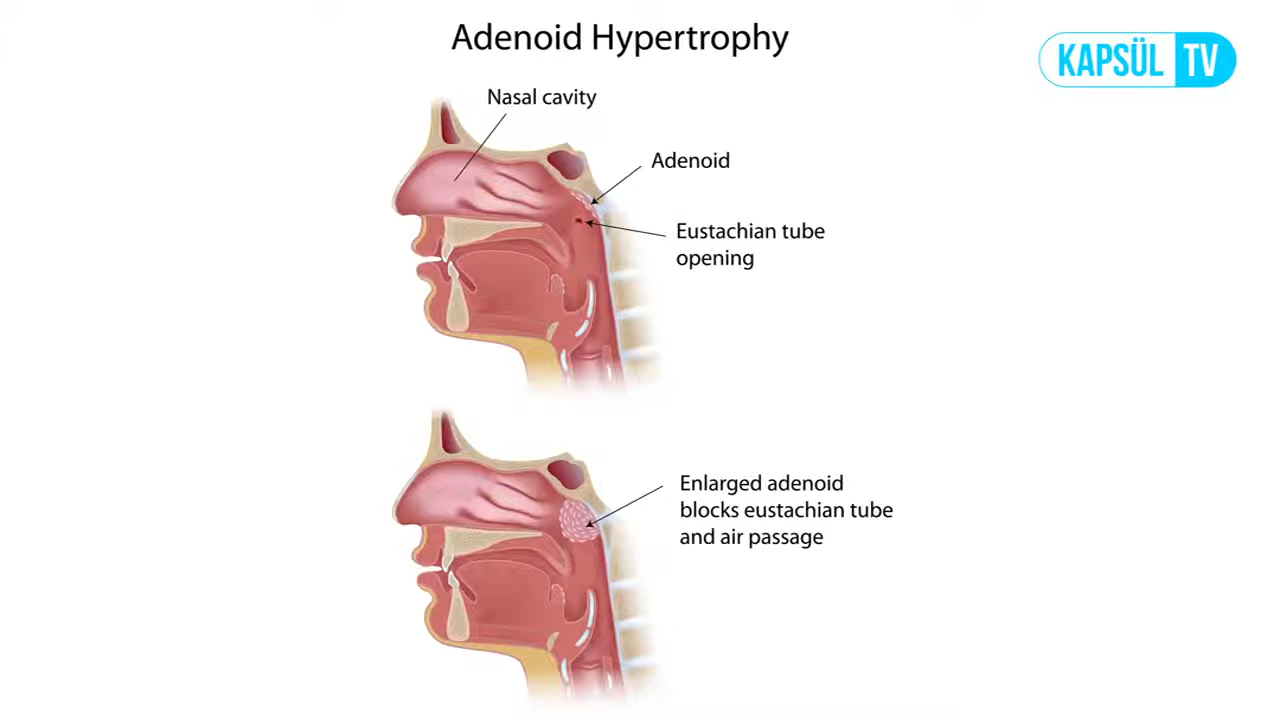 Adenoid Hypertrophy
KAPSÜL TV
Nasal cavity
Adenoid
Eustachian tube
opening
Enlarged adenoid
blocks eustachian tube
and air passage